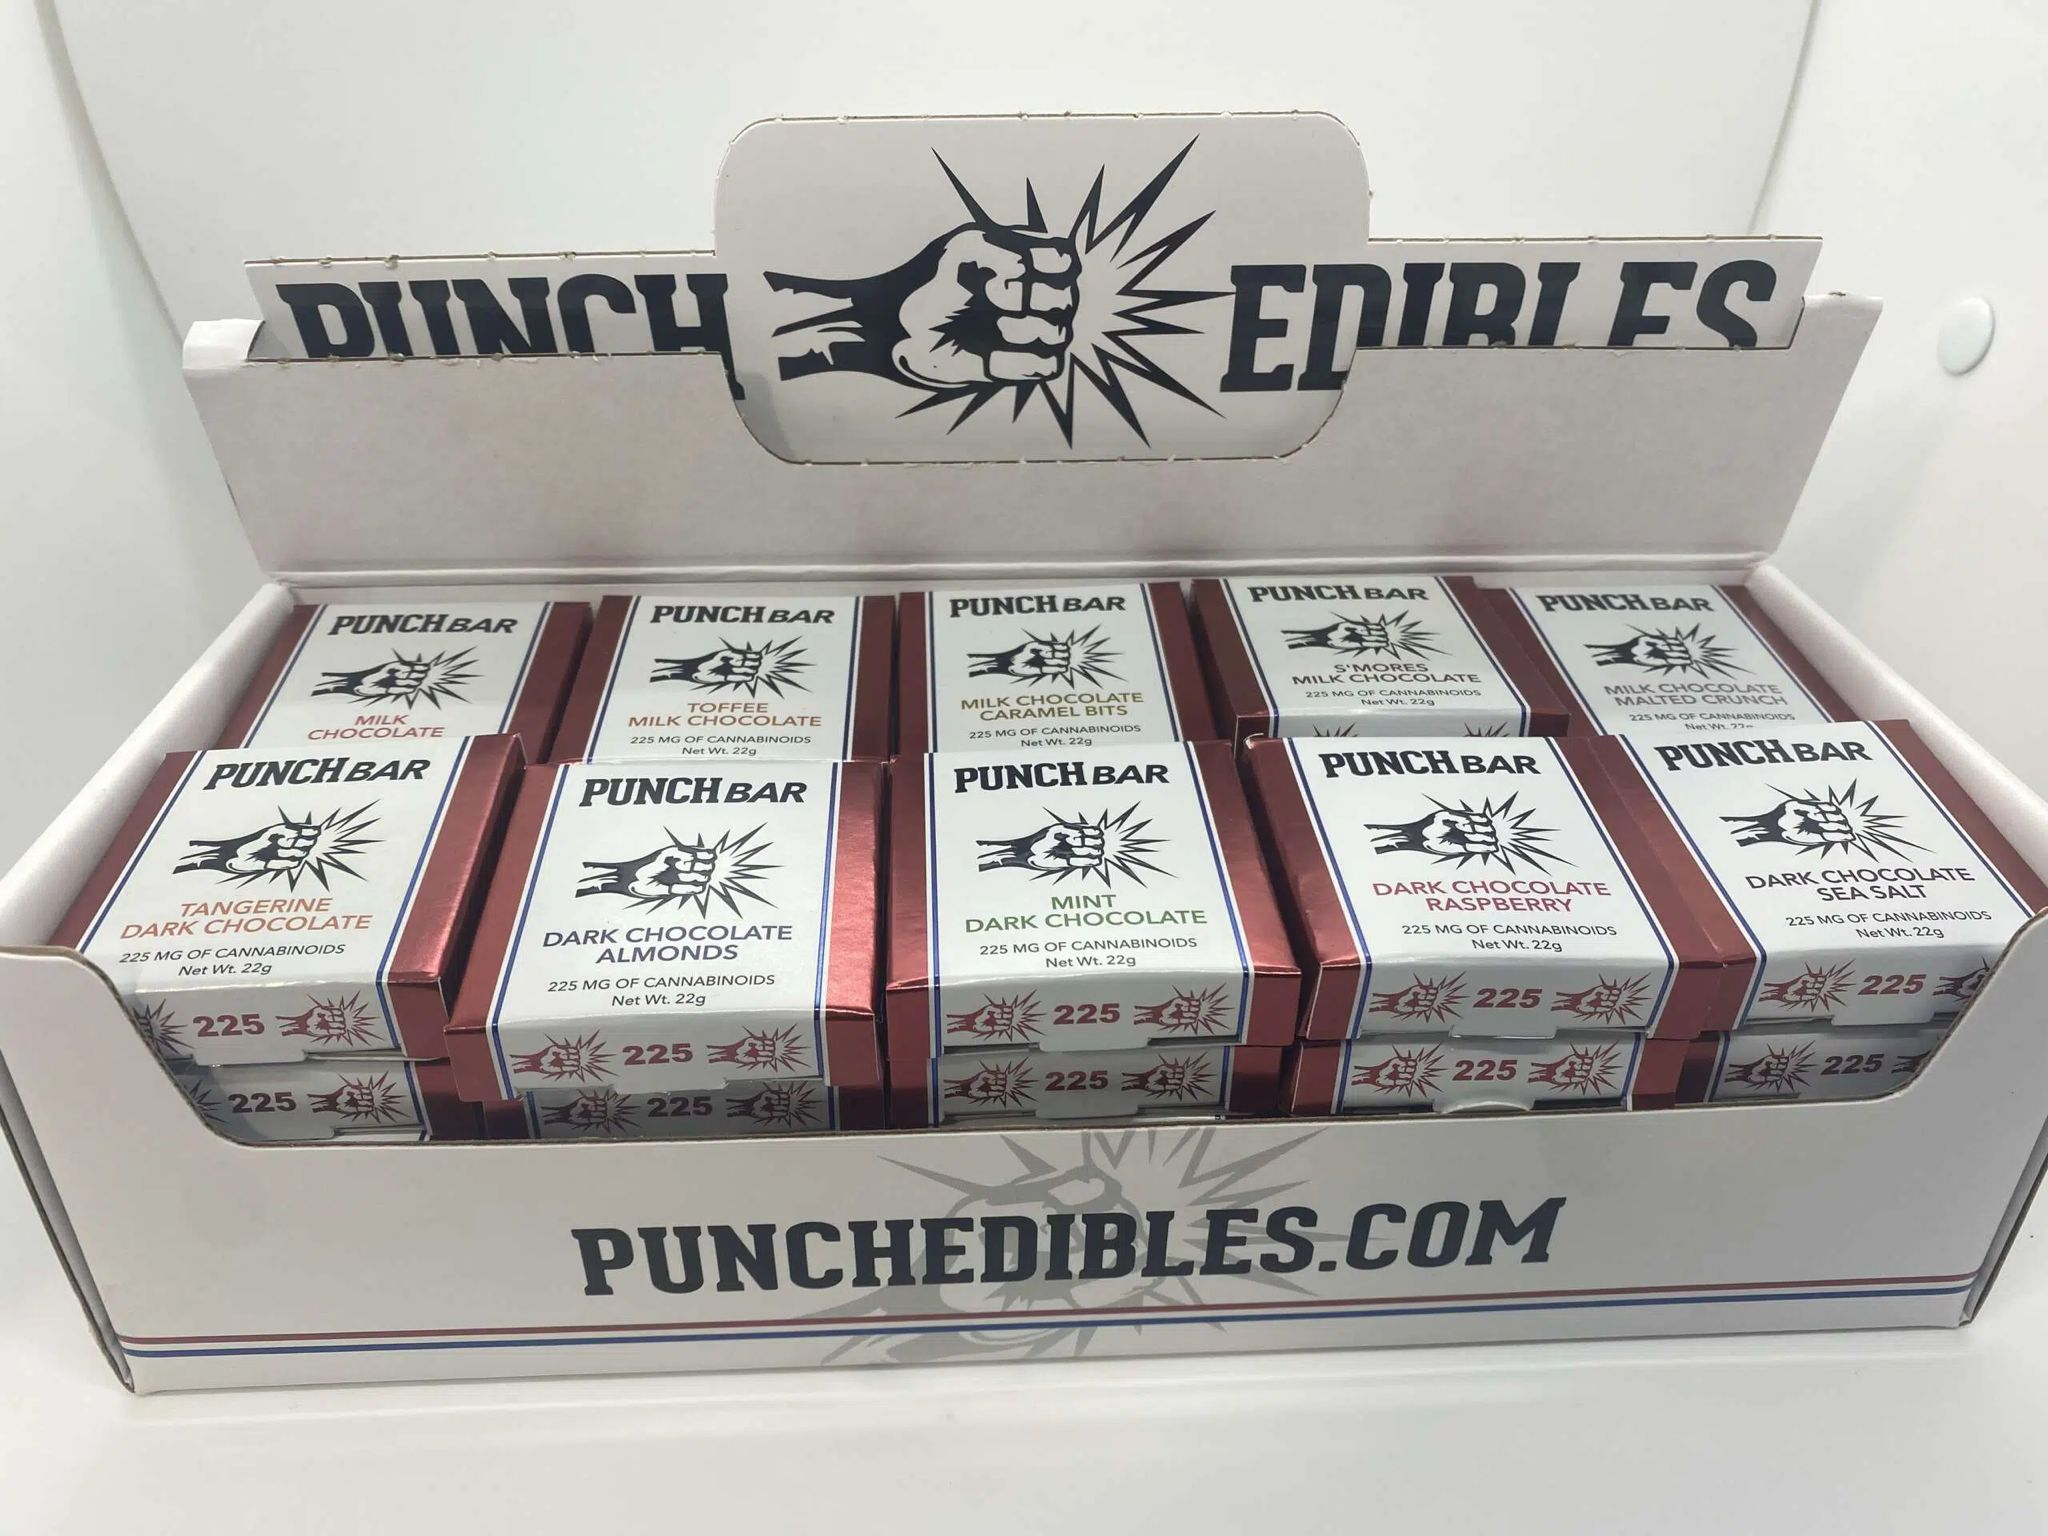 PUNCH EDIBLES
PUNCH BAR
MILK
CHOCOLATE
PUNCH BAR
TOFFEE
MILK CHOCOLATE
225 MG OF CANNABINOIDS
Net Wt. 22g
PUNCH BAR
MILK CHOCOLATE
CARAMEL BITS
225 MG OF CANNABINOIDS
Net Wt. 22g
PUNCH BAR
S'MORES
MILK CHOCOLATE
225 MG OF CANNABINOIDS
Net Wt. 22g
PUNCH BAR
MILK CHOCOLATE
MALTED CRUNCH
225 MG OF CANNABINOIDS
Net Wt. 22g
PUNCH BAR
TANGERINE
DARK CHOCOLATE
225 MG OF CANNABINOIDS
Net Wt. 22g
225
225
PUNCH BAR
DARK CHOCOLATE
ALMONDS
225 MG OF CANNABINOIDS
Net Wt. 22g
225
225
PUNCH BAR
MINT
DARK CHOCOLATE
225 MG OF CANNABINOIDS
Net Wt. 22g
225
225
PUNCH BAR
DARK CHOCOLATE
RASPBERRY
225 MG OF CANNABINOIDS
Net Wt. 22g
225
225
PUNCH BAR
DARK CHOCOLATE
SEA SALT
225 MG OF CANNABINOIDS
Net Wt. 22g
225
225
PUNCHEDIBLES.COM